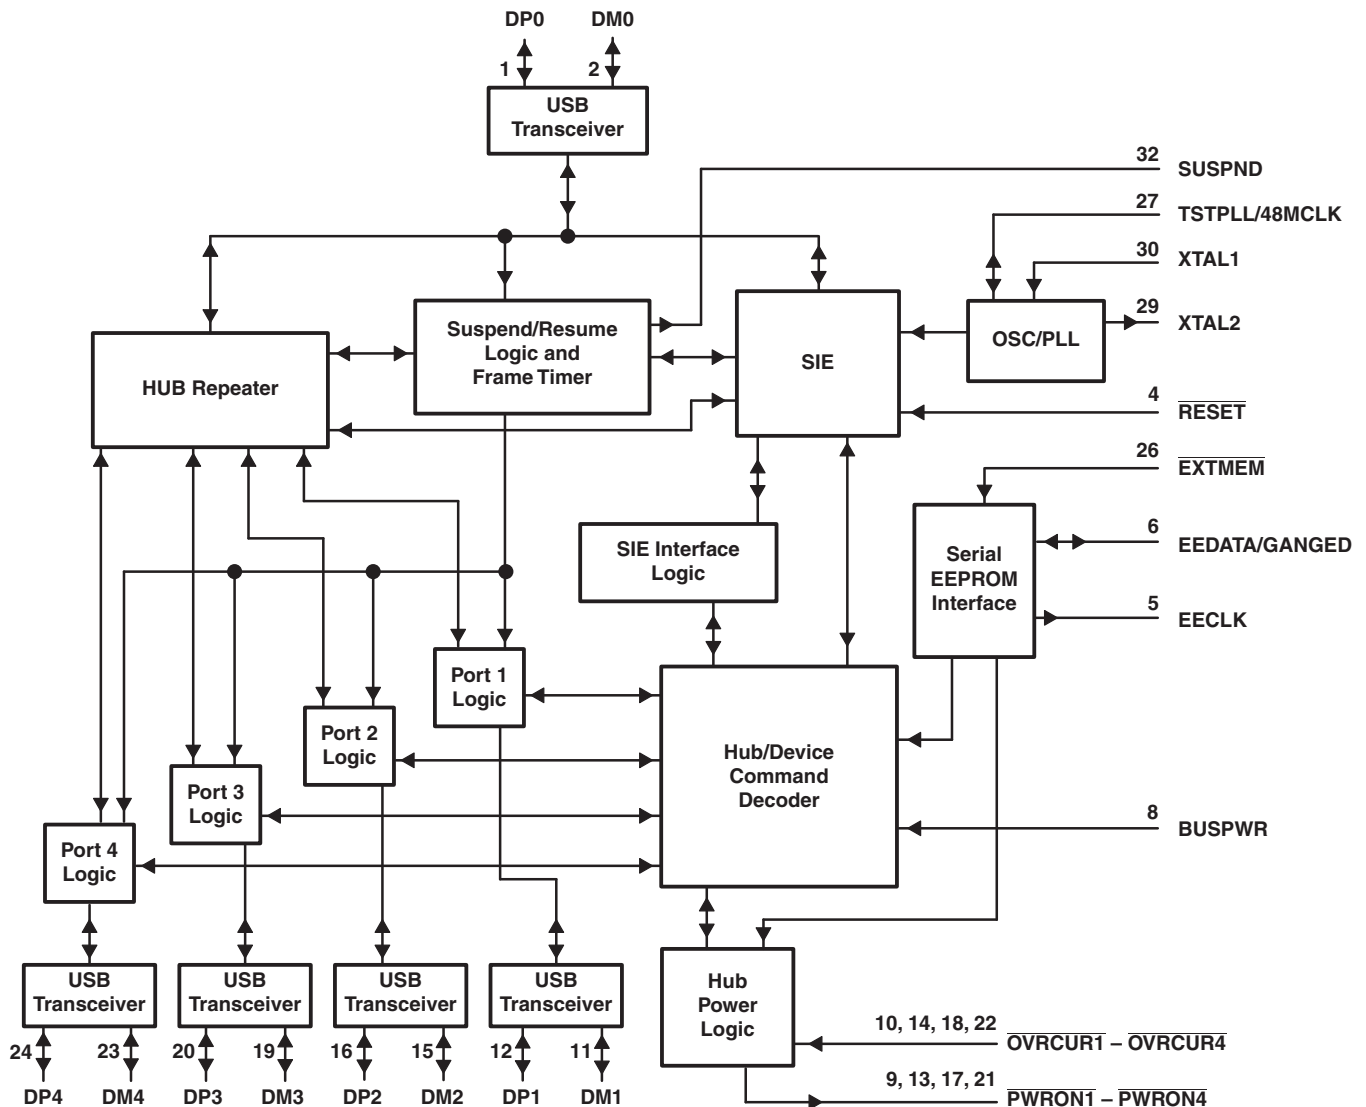 DP0 DM0
1 2
USB
Transceiver
32 SUSPND
27 TSTPLL/48MCLK
30 XTAL1
29 XTAL2
Suspend/Resume
Logic and
Frame Timer
SIE
OSC/PLL
HUB Repeater
4 RESET
26 EXTMEM
6 EEDATA/GANGED
SIE Interface
Logic
Serial
EEPROM
Interface
5 EECLK
Port 1
Logic
Port 2
Logic
Port 3
Logic
Port 4
Logic
Hub/Device
Command
Decoder
8 BUSPWR
USB
Transceiver
USB
Transceiver
USB
Transceiver
USB
Transceiver
Hub
Power
Logic
10, 14, 18, 22 OVRCUR1 – OVRCUR4
24 23 20 19 16 15 12 11
9, 13, 17, 21 PWRON1 – PWRON4
DP4 DM4 DP3 DM3 DP2 DM2 DP1 DM1